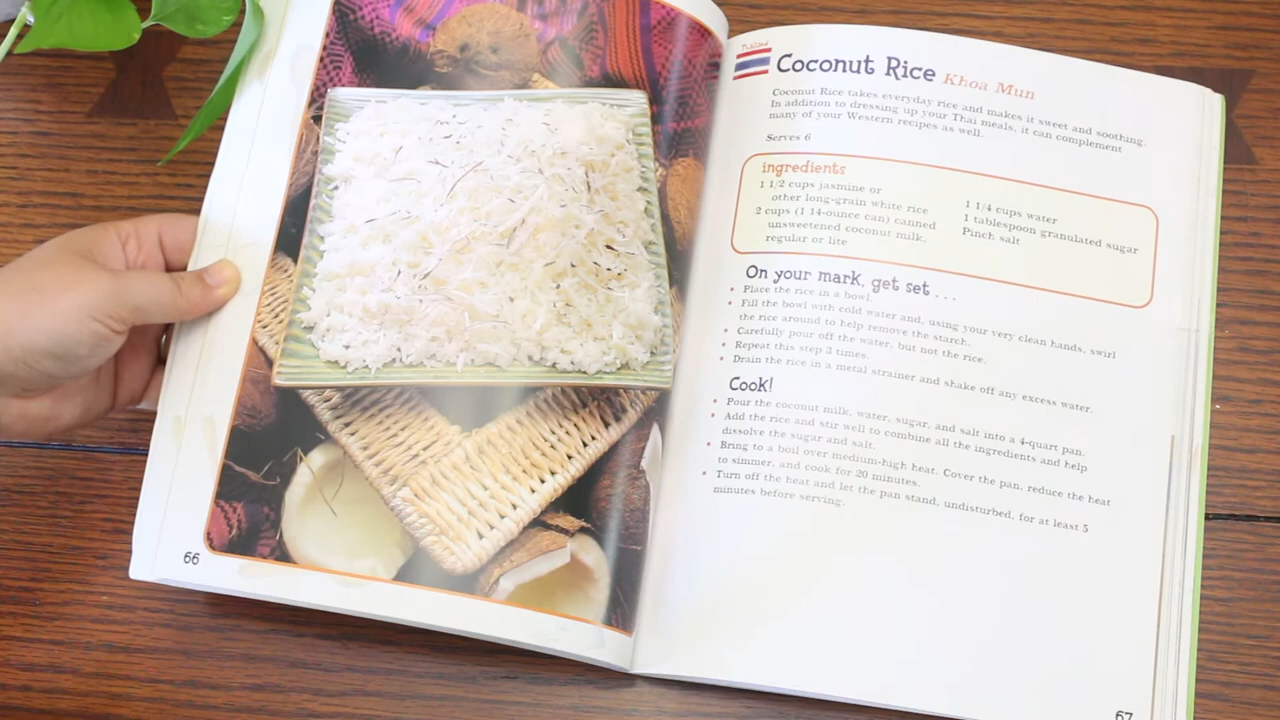 66
Thailand
Coconut Rice Khoa Mun
Coconut Rice takes everyday rice and makes it sweet and soothing.
In addition to dressing up your Thai meals, it can complement
many of your Western recipes as well.
Serves 6
ingredients
1 1/2 cups jasmine or
other long-grain white rice
2 cups (1 14-ounce can) canned
unsweetened coconut milk,
regular or lite
1 1/4 cups water
1 tablespoon granulated sugar
Pinch salt
On your mark, get set . . .
• Place the rice in a bowl.
• Fill the bowl with cold water and, using your very clean hands, swirl
the rice around to help remove the starch.
• Carefully pour off the water, but not the rice.
• Repeat this step 3 times.
• Drain the rice in a metal strainer and shake off any excess water.
Cook!
• Pour the coconut milk, water, sugar, and salt into a 4-quart pan.
• Add the rice and stir well to combine all the ingredients and help
dissolve the sugar and salt.
• Bring to a boil over medium-high heat. Cover the pan, reduce the heat
to simmer, and cook for 20 minutes.
• Turn off the heat and let the pan stand, undisturbed, for at least 5
minutes before serving.
67